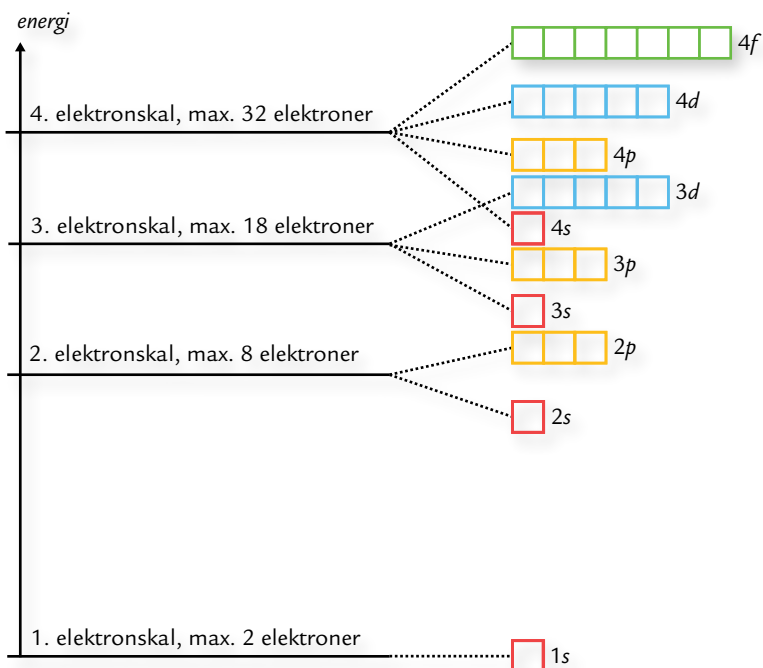 energi
4f
4d
4. elektronskal, max. 32 elektroner
4p
3d
3. elektronskal, max. 18 elektroner
4s
3p
3s
2p
2. elektronskal, max. 8 elektroner
2s
1. elektronskal, max. 2 elektroner
1s